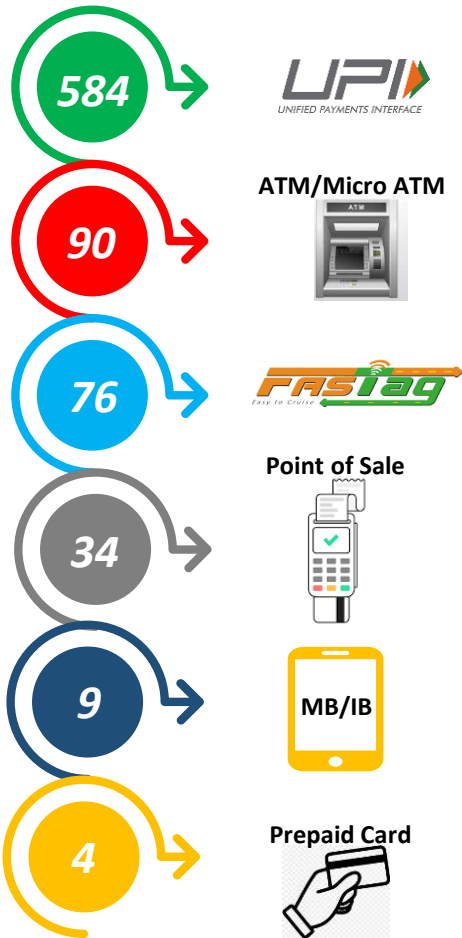 584
UPI
UNIFIED PAYMENTS INTERFACE
ATM/Micro ATM
ATM
90
76
FASTag
Easy to Cruise
Point of Sale
34
9
MB/IB
Prepaid Card
4